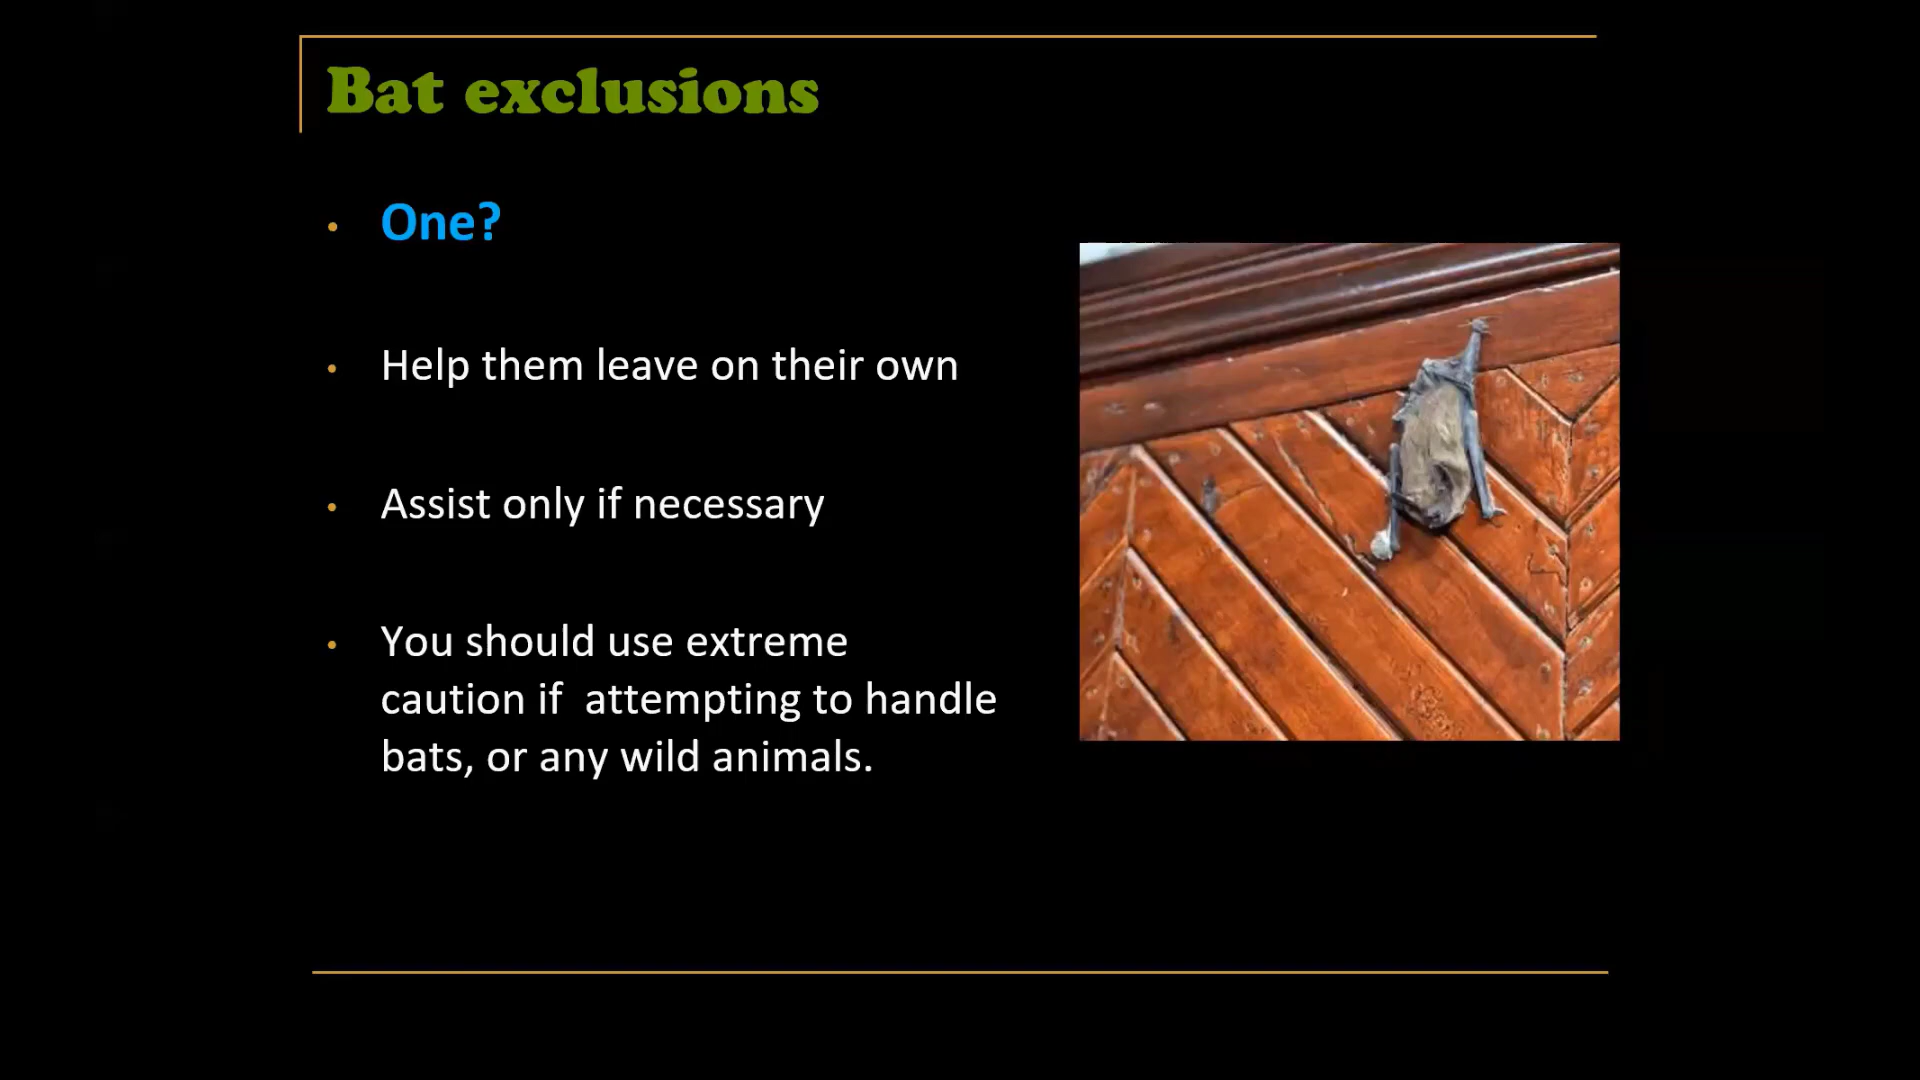 Bat exclusions
• One?
• Help them leave on their own
• Assist only if necessary
• You should use extreme
caution if  attempting to handle
bats, or any wild animals.